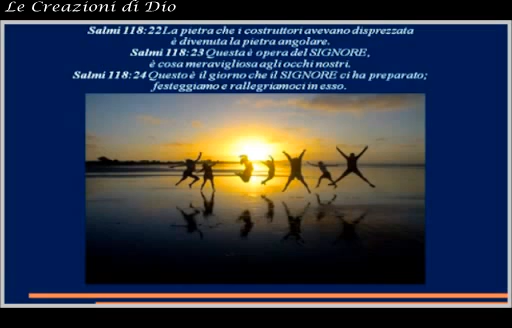 Le Creazioni di Dio
Salmi 118:22 La pietra che i costruttori avevano disprezzata
è divenuta la pietra angolare.
Salmi 118:23 Questa è opera del SIGNORE,
è cosa meravigliosa agli occhi nostri.
Salmi 118:24 Questo è il giorno che il SIGNORE ci ha preparato;
festeggiamo e rallegriamoci in esso.